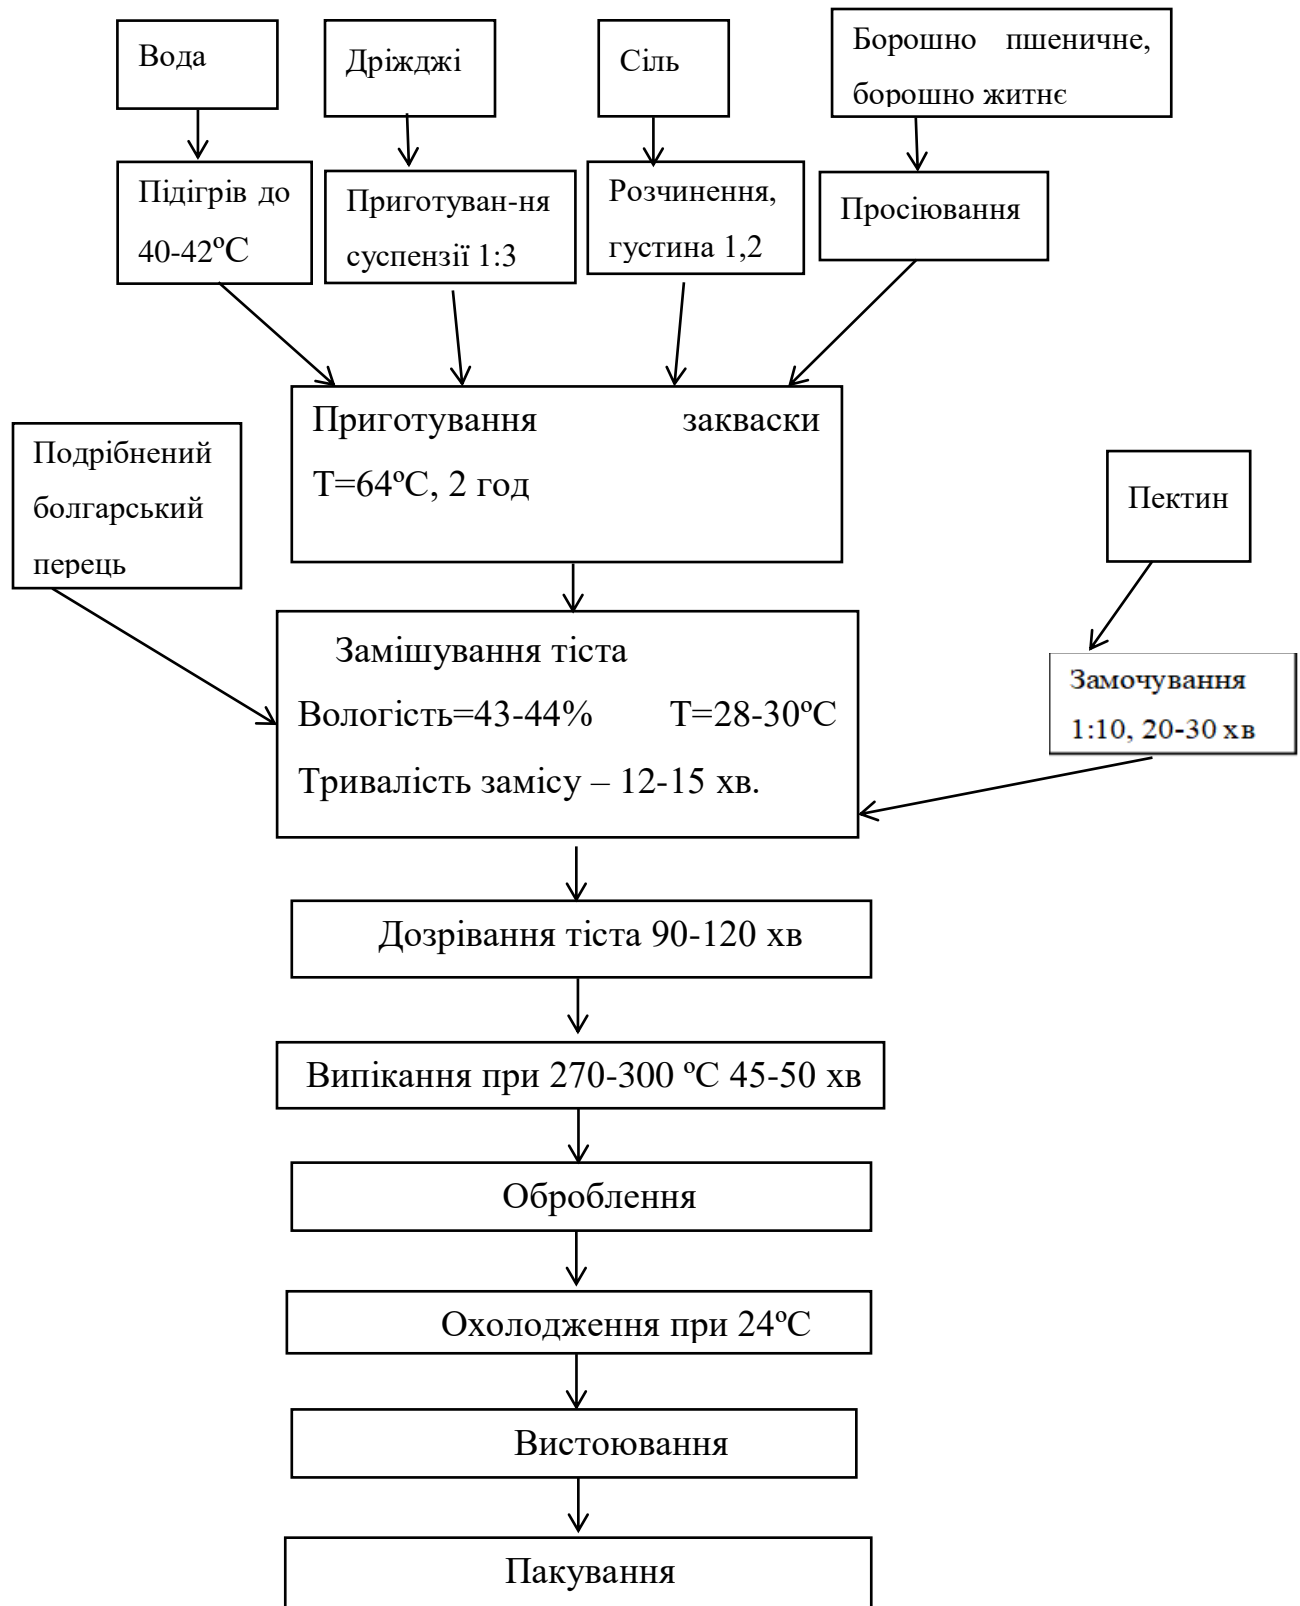 Вода
Дріжджі
Сіль
Борошно пшеничне,
борошно житнє
Підігрів до
40-42ºС
Приготуван-ня
суспензії 1:3
Розчинення,
густина 1,2
Просіювання
Приготування закваски
Т=64ºС, 2 год
Подрібнений
болгарський
перець
Пектин
Замішування тіста
Вологість=43-44% Т=28-30ºС
Тривалість замісу – 12-15 хв.
Замочування
1:10, 20-30 хв
Дозрівання тіста 90-120 хв
Випікання при 270-300 ºС 45-50 хв
Оброблення
Охолодження при 24ºС
Вистоювання
Пакування